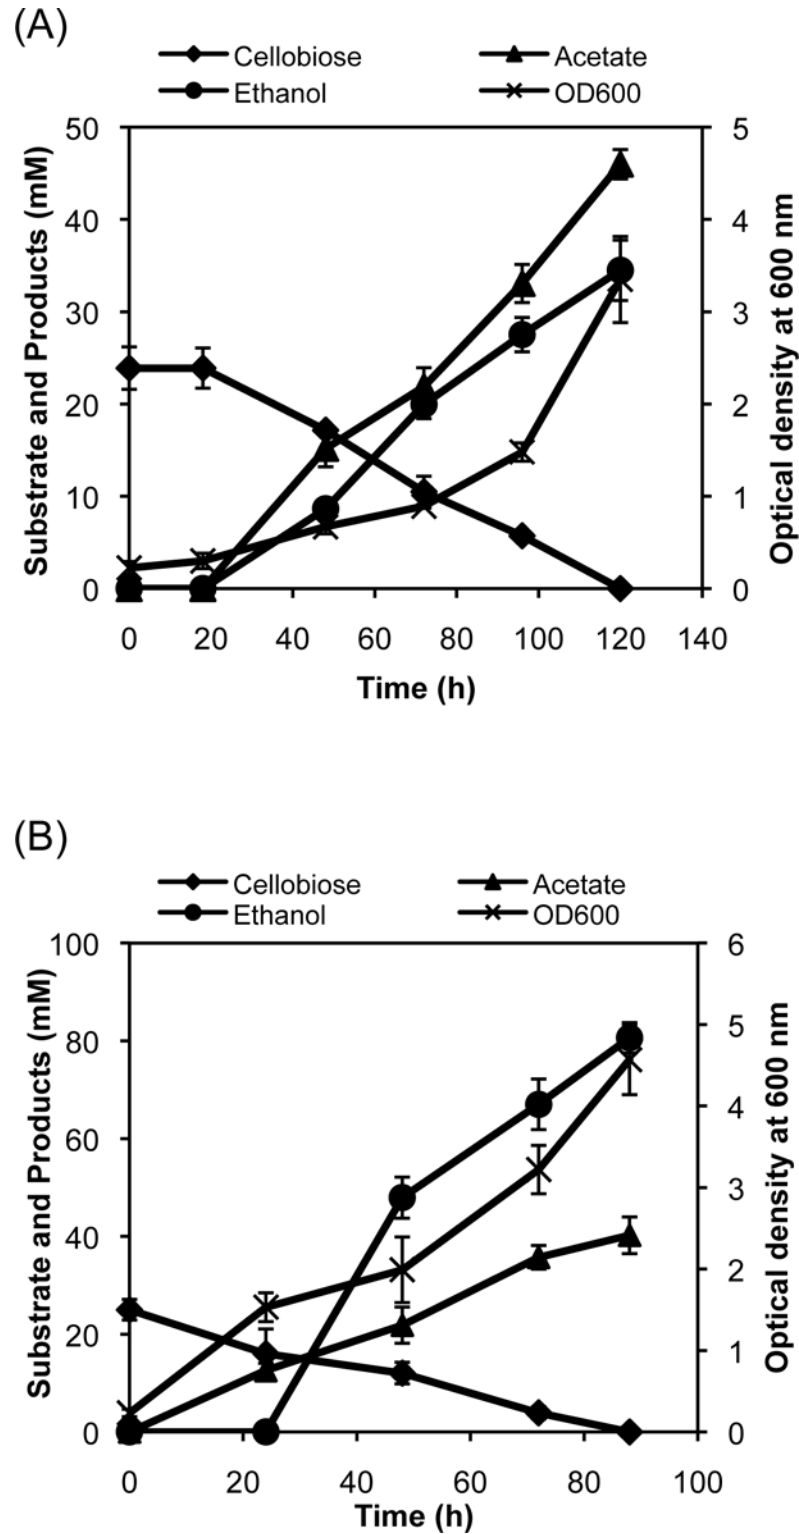 (A)
Cellobiose Acetate
Ethanol OD600
Substrate and Products (mM)
50
40
30
20
10
0
5
4
3
2
1
0
Optical density at 600 nm
0 20 40 60 80 100 120 140
Time (h)
(B)
Cellobiose Acetate
Ethanol OD600
Substrate and Products (mM)
100
80
60
40
20
0
6
5
4
3
2
1
0
Optical density at 600 nm
0 20 40 60 80 100
Time (h)